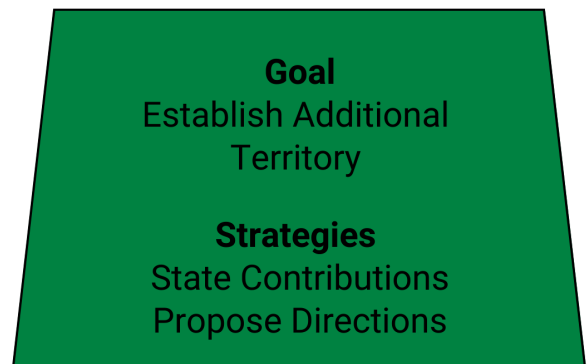 Goal
Establish Additional
Territory
Strategies
State Contributions
Propose Directions